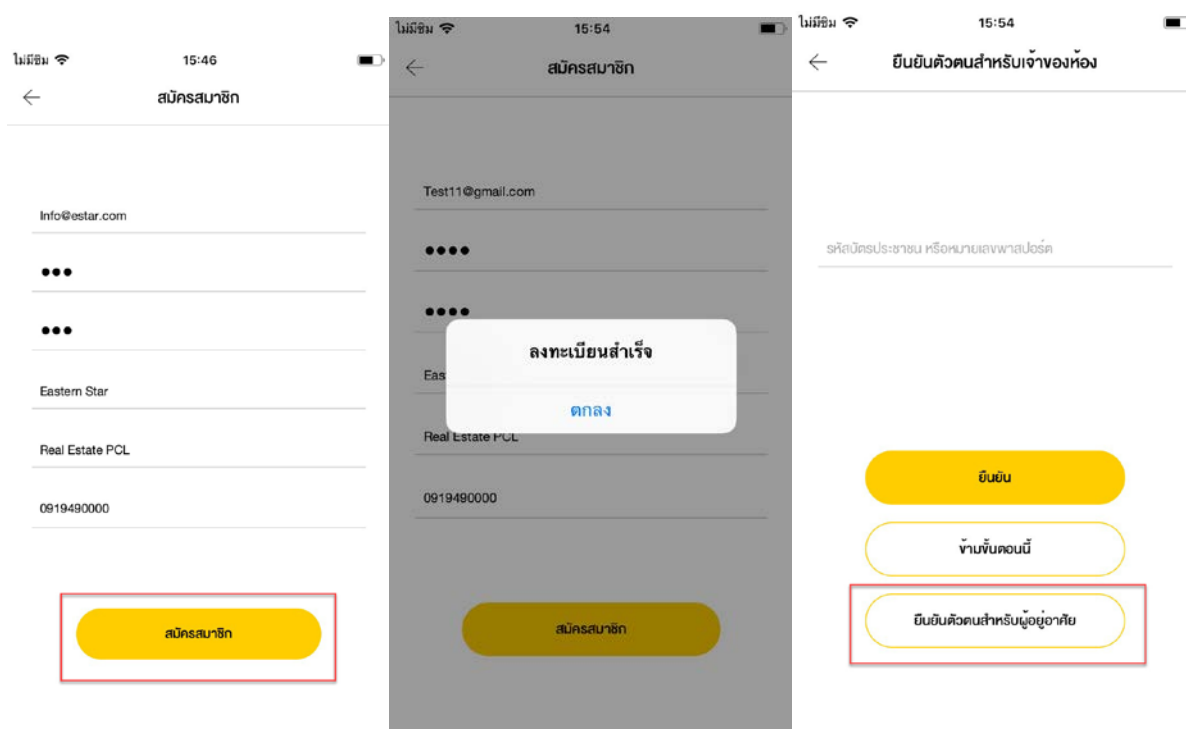 ไม่มีซิม 15:46
สมัครสมาชิก
Info@estar.com
●●●
●●●
Eastern Star
Real Estate PCL
0919490000
สมัครสมาชิก
ไม่มีซิม 15:54
สมัครสมาชิก
Test11@gmail.com
●●●●
●●●●
ลงทะเบียนสำเร็จ
Eas
ตกลง
Real Estate PCL
0919490000
สมัครสมาชิก
ไม่มีซิม 15:54
ยืนยันตัวตนสำหรับเจ้าของห้อง
รหัสบัตรประชาชน หรือหมายเลขพาสปอร์ต
ยืนยัน
ข้ามขั้นตอนนี้
ยืนยันตัวตนสำหรับผู้อยู่อาศัย